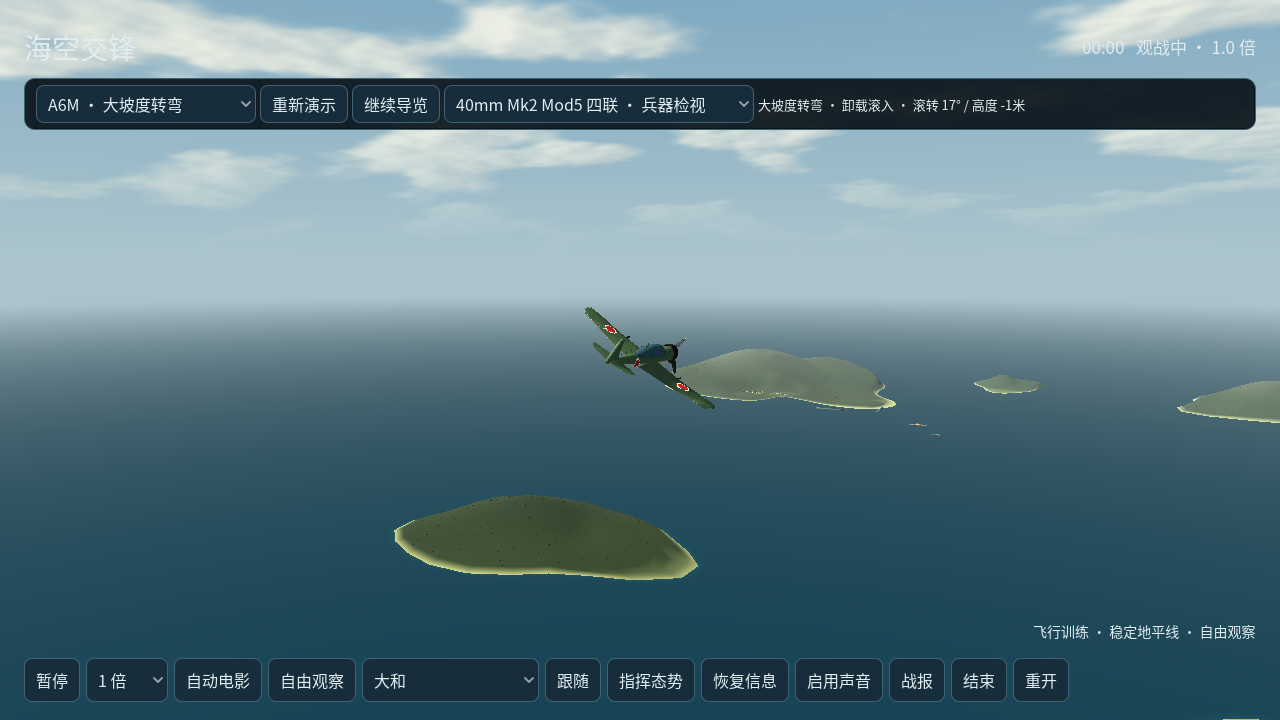 海空交锋
00:00 观战中 · 1.0 倍
A6M · 大坡度转弯
重新演示
继续导览
40mm Mk2 Mod5 四联 · 兵器检视
大坡度转弯 · 卸载滚入 · 滚转 17° / 高度 -1米
飞行训练 · 稳定地平线 · 自由观察
暂停
1 倍
自动电影
自由观察
大和
跟随
指挥态势
恢复信息
启用声音
战报
结束
重开